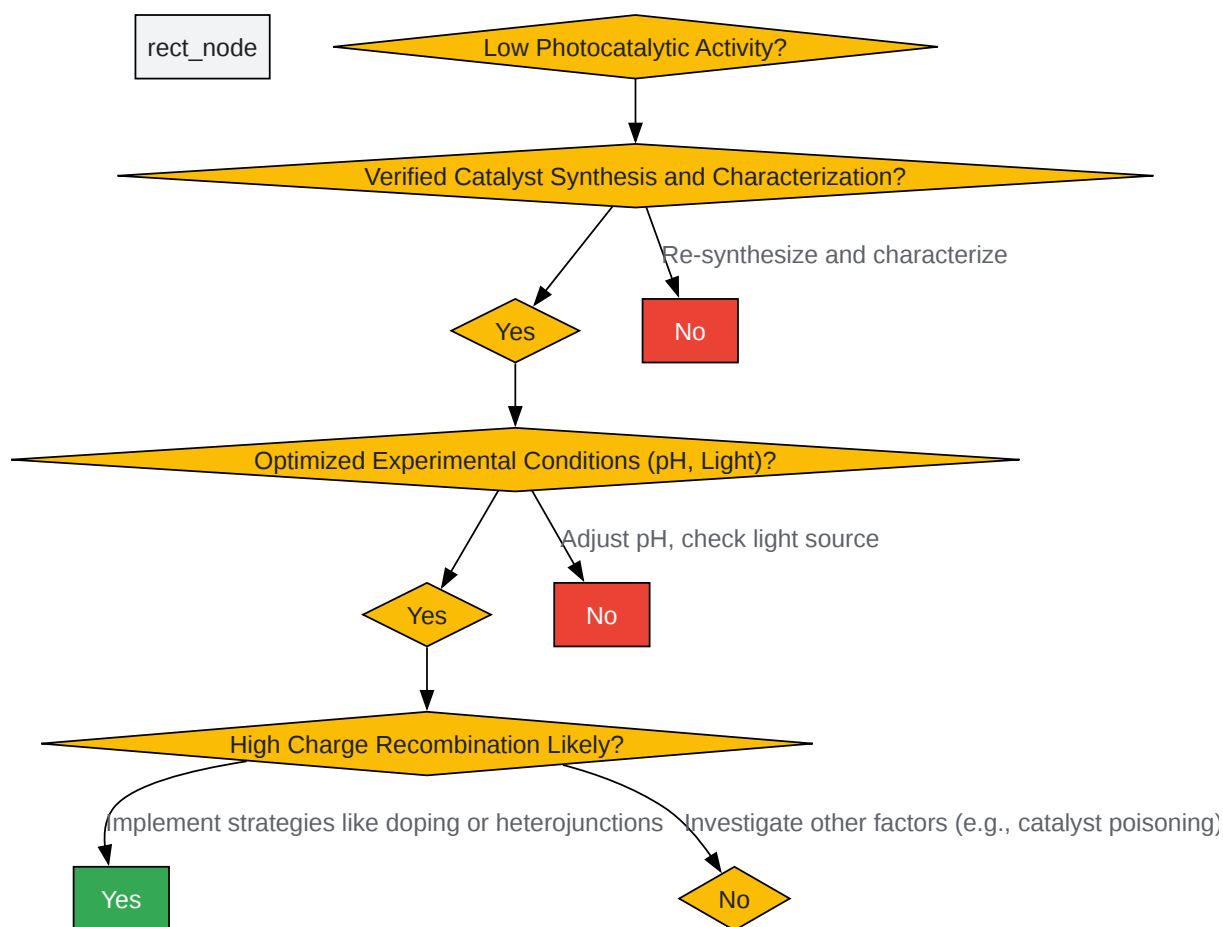 rect_node
Low Photocatalytic Activity?
Verified Catalyst Synthesis and Characterization?
Re-synthesize and characterize
Yes
No
Optimized Experimental Conditions (pH, Light)?
Adjust pH, check light source
Yes
No
High Charge Recombination Likely?
Implement strategies like doping or heterojunctions
Investigate other factors (e.g., catalyst poisoning)
Yes
No